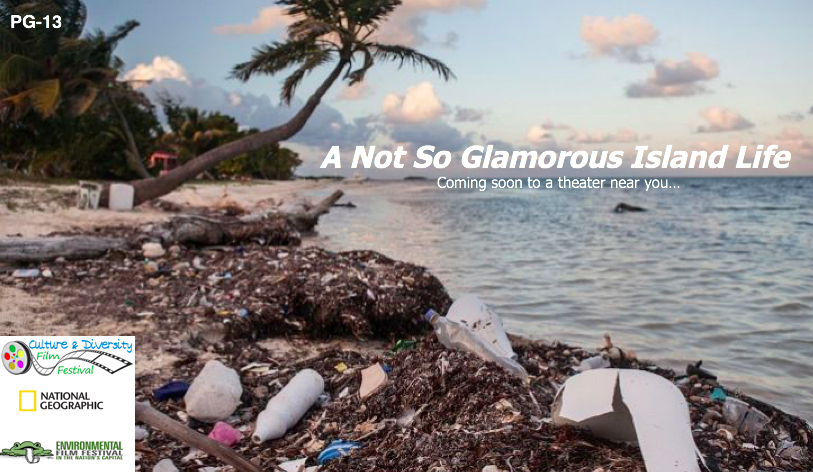 PG-13
A Not So Glamorous Island Life
Coming soon to a theater near you...
Culture & Diversity
Film
Festival
NATIONAL
GEOGRAPHIC
ENVIRONMENTAL
FILM FESTIVAL
IN THE NATION'S CAPITAL